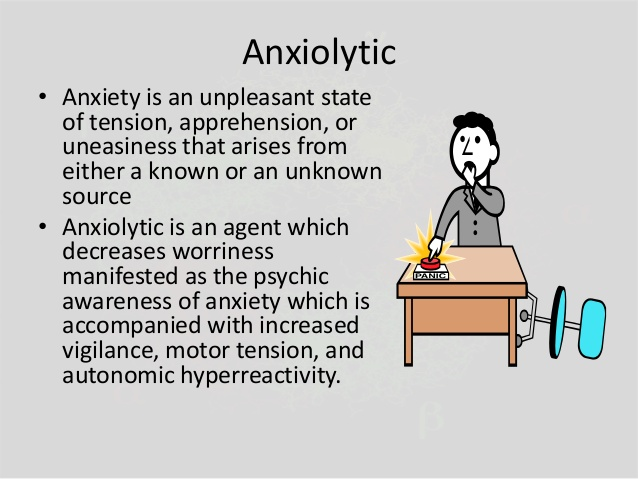 Anxiolytic
• Anxiety is an unpleasant state
of tension, apprehension, or
uneasiness that arises from
either a known or an unknown
source
• Anxiolytic is an agent which
decreases worriness
manifested as the psychic
awareness of anxiety which is
accompanied with increased
vigilance, motor tension, and
autonomic hyperreactivity.
PANIC
β